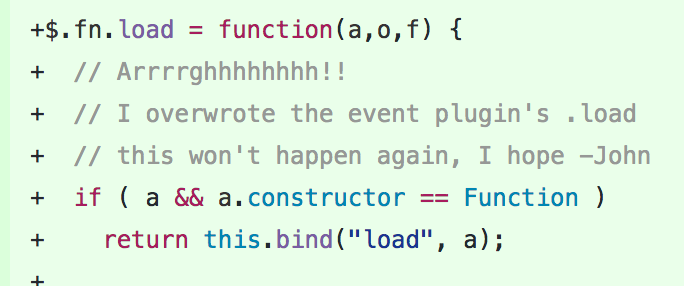 +$.fn.load = function(a,o,f) {
+  // Arrrrghhhhhhhh!!
+  // I overwrote the event plugin's .load
+  // this won't happen again, I hope -John
+  if ( a && a.constructor == Function )
+    return this.bind("load", a);
+